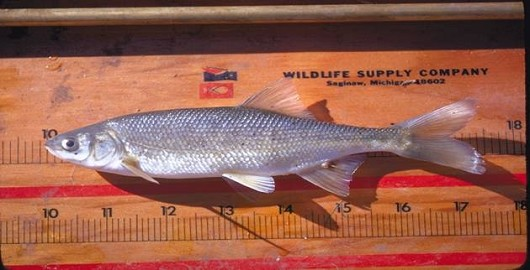 WILDLIFE SUPPLY COMPANY
Saginaw, Michigan 48602
10 18
10 11 12 13 14 15 16 17 18